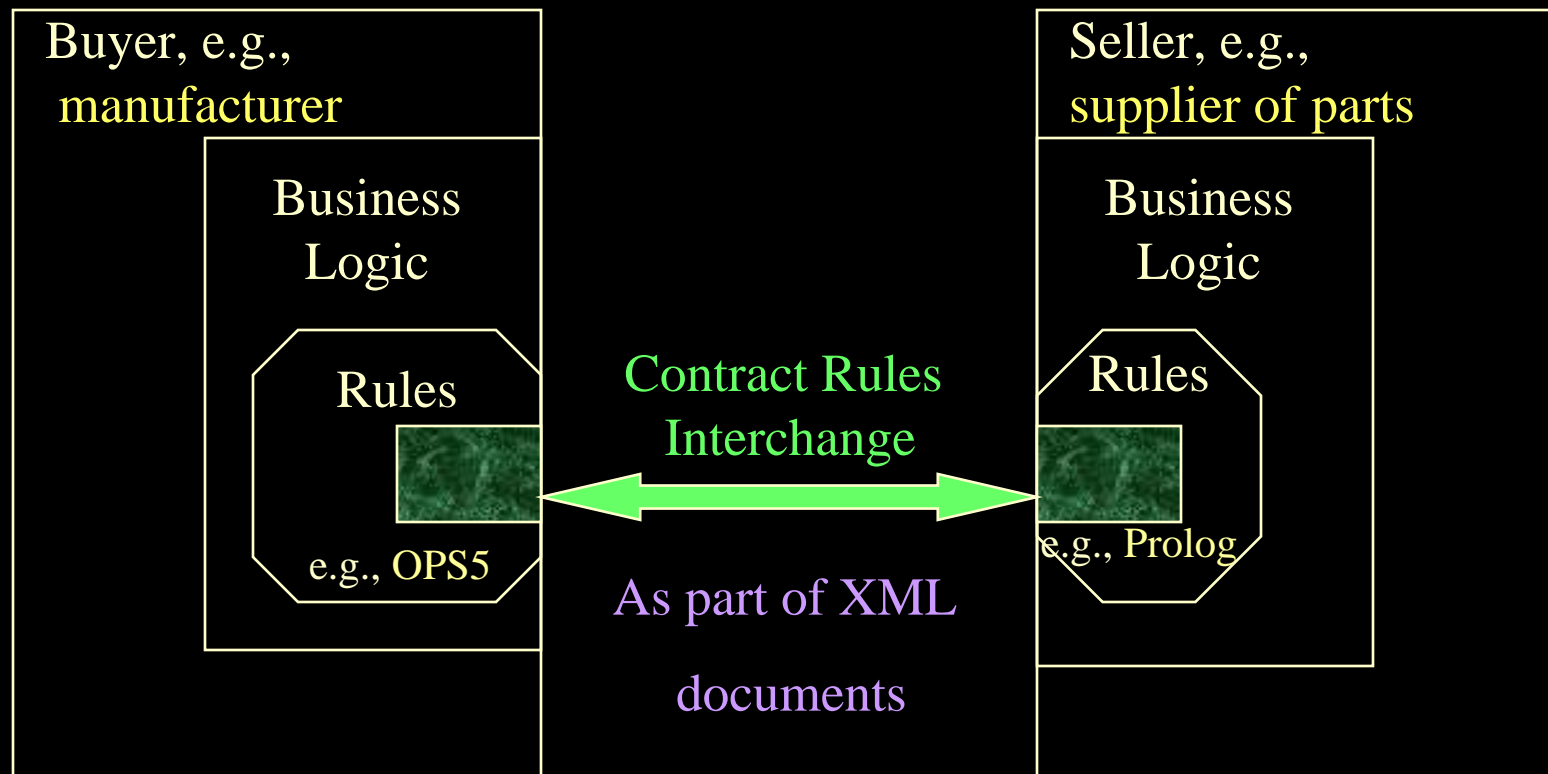 Buyer, e.g.,
manufacturer
Business
Logic
Rules
e.g., OPS5
Contract Rules
Interchange
As part of XML
documents
Seller, e.g.,
supplier of parts
Business
Logic
Rules
e.g., Prolog